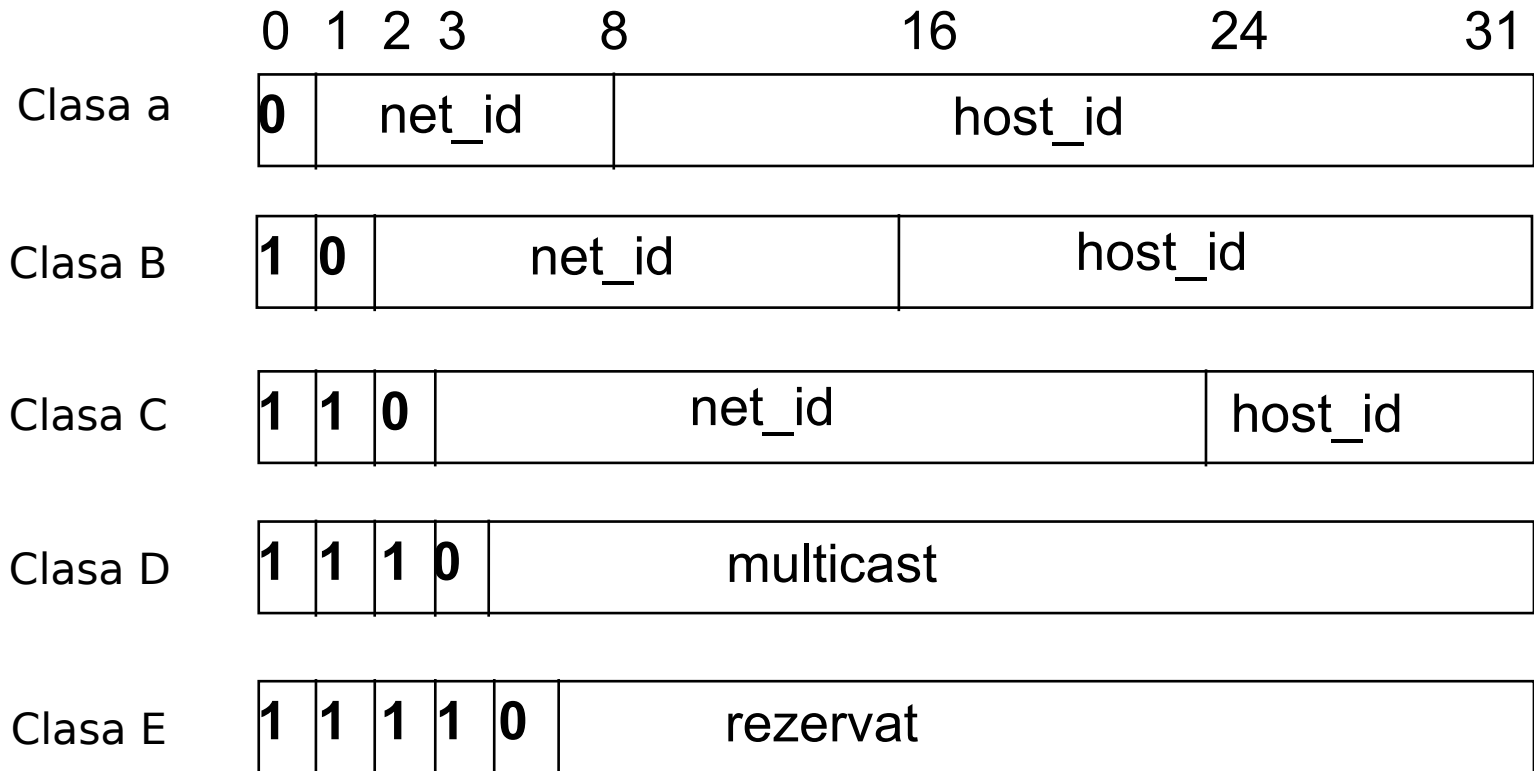 0 1 2 3 8 16 24 31
Clasa a 0 net_id host_id
Clasa B 1 0 net_id host_id
Clasa C 1 1 0 net_id host_id
Clasa D 1 1 1 0 multicast
Clasa E 1 1 1 1 0 rezervat